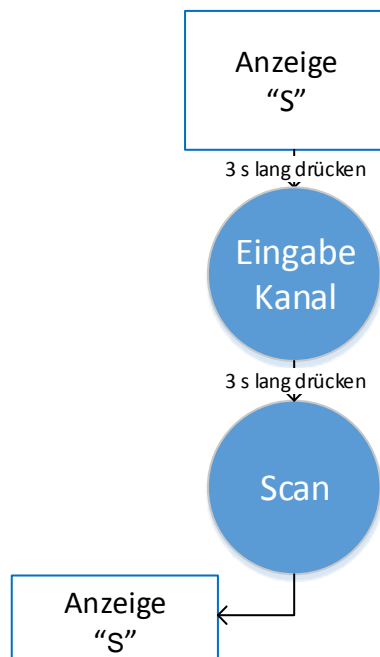 Anzeige
“S”
3 s lang drücken
Eingabe
Kanal
3 s lang drücken
Scan
Anzeige
“S”